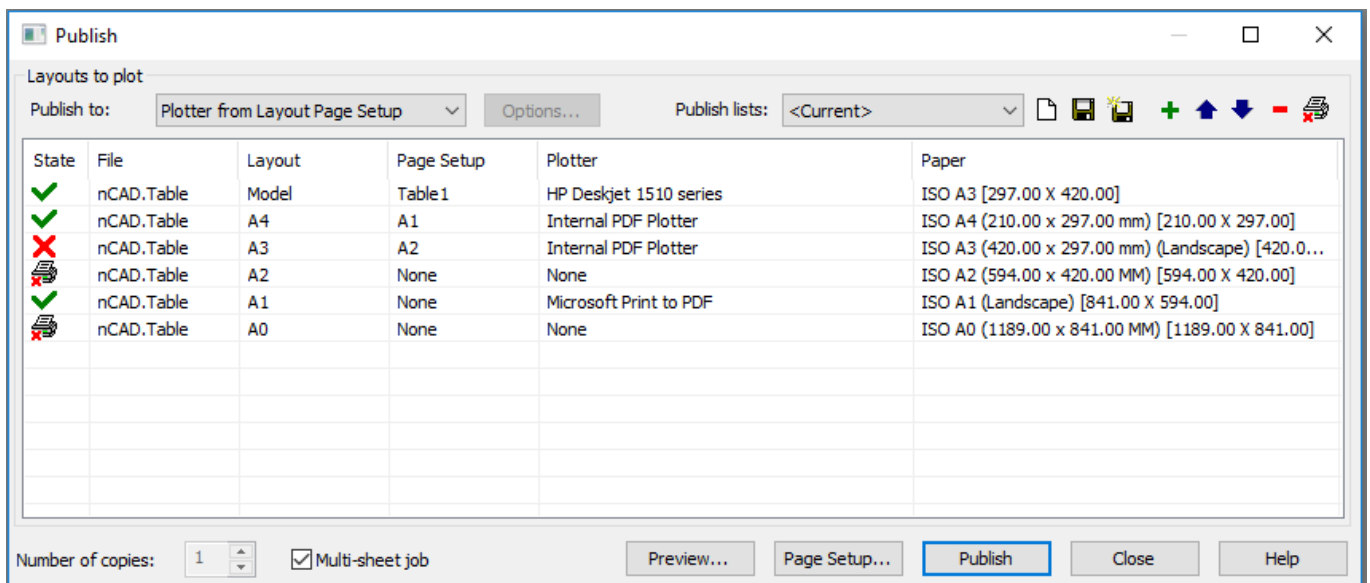 Publish
Layouts to plot
Publish to: Plotter from Layout Page Setup Options... Publish lists: <Current>
State File Layout Page Setup Plotter Paper
nCAD.Table Model Table1 HP Deskjet 1510 series ISO A3 [297.00 X 420.00]
nCAD.Table A4 A1 Internal PDF Plotter ISO A4 (210.00 x 297.00 mm) [210.00 X 297.00]
nCAD.Table A3 A2 Internal PDF Plotter ISO A3 (420.00 x 297.00 mm) (Landscape) [420.0...
nCAD.Table A2 None None ISO A2 (594.00 x 420.00 MM) [594.00 X 420.00]
nCAD.Table A1 None Microsoft Print to PDF ISO A1 (Landscape) [841.00 X 594.00]
nCAD.Table A0 None None ISO A0 (1189.00 x 841.00 MM) [1189.00 X 841.00]
Number of copies: 1 Multi-sheet job Preview... Page Setup... Publish Close Help